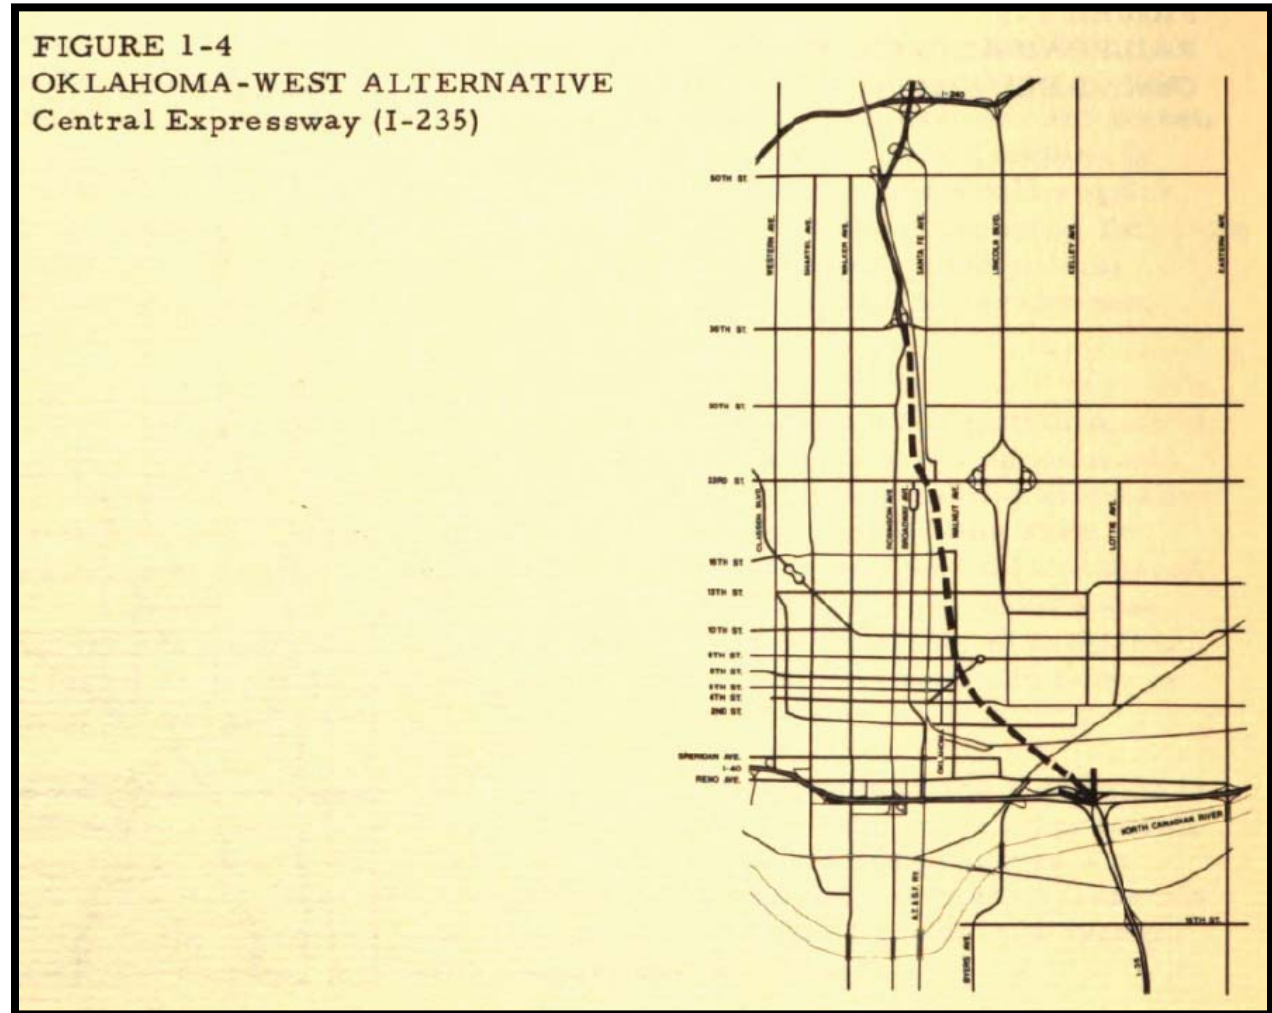 FIGURE 1-4
OKLAHOMA-WEST ALTERNATIVE
Central Expressway (I-235)
I-240
50TH ST.
WESTERN AVE.
SHARTEL AVE.
WALKER AVE.
SANTA FE AVE.
LINCOLN BLVD.
KELLEY AVE.
EASTERN AVE.
36TH ST.
30TH ST.
23RD ST.
CLASSEN BLVD.
ROBINSON AVE.
BROADWAY AVE.
WALNUT AVE.
LOTTIE AVE.
16TH ST.
13TH ST.
10TH ST.
6TH ST.
5TH ST.
4TH ST.
2ND ST.
OKLAHOMA
SHERIDAN AVE.
I-40
RENO AVE.
NORTH CANADIAN RIVER
A.T. & S.F. RY.
15TH ST.
BYERS AVE.
I-35